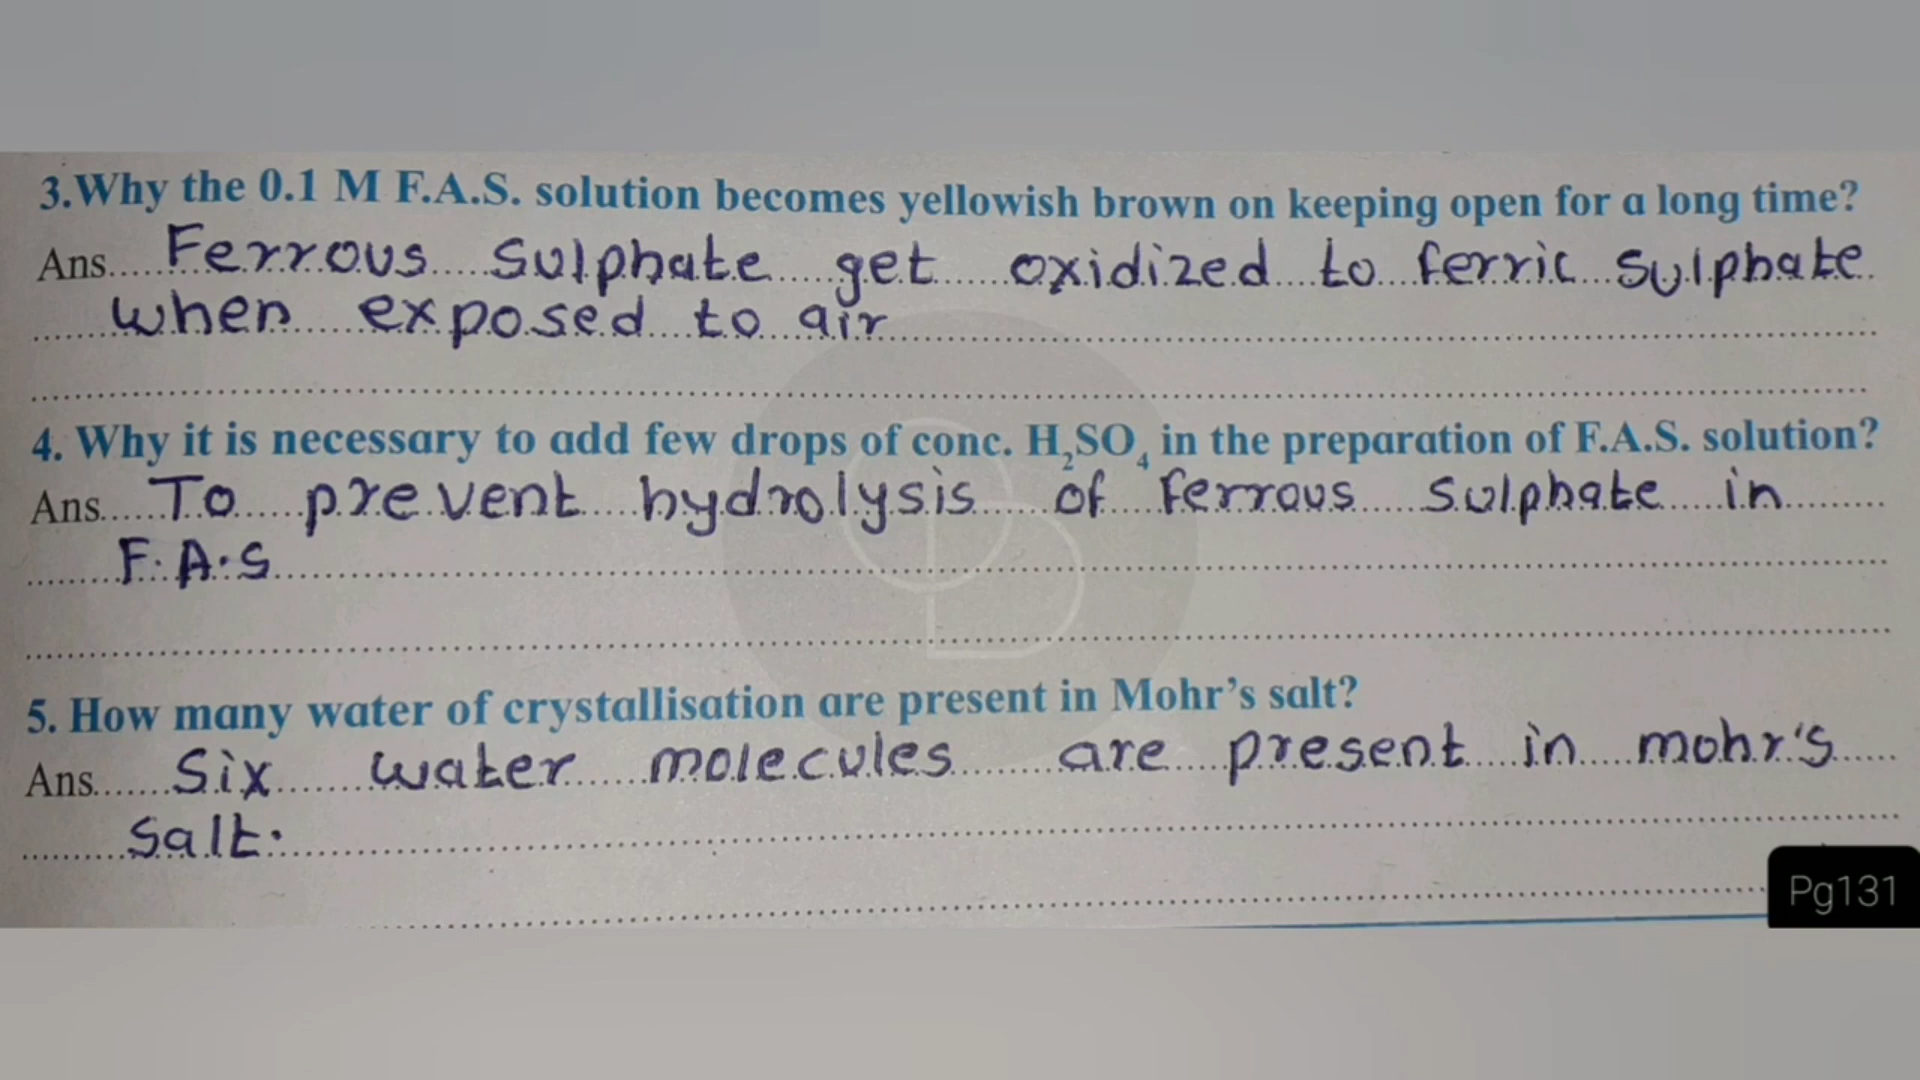 3.Why the 0.1 M F.A.S. solution becomes yellowish brown on keeping open for a long time?
Ans. Ferrous Sulphate get oxidized to ferric sulphate
when exposed to air
4. Why it is necessary to add few drops of conc. H₂SO₄ in the preparation of F.A.S. solution?
Ans. To prevent hydrolysis of ferrous sulphate in
F.A.S
5. How many water of crystallisation are present in Mohr's salt?
Ans. Six water molecules are present in mohr's
Salt.
Pg131